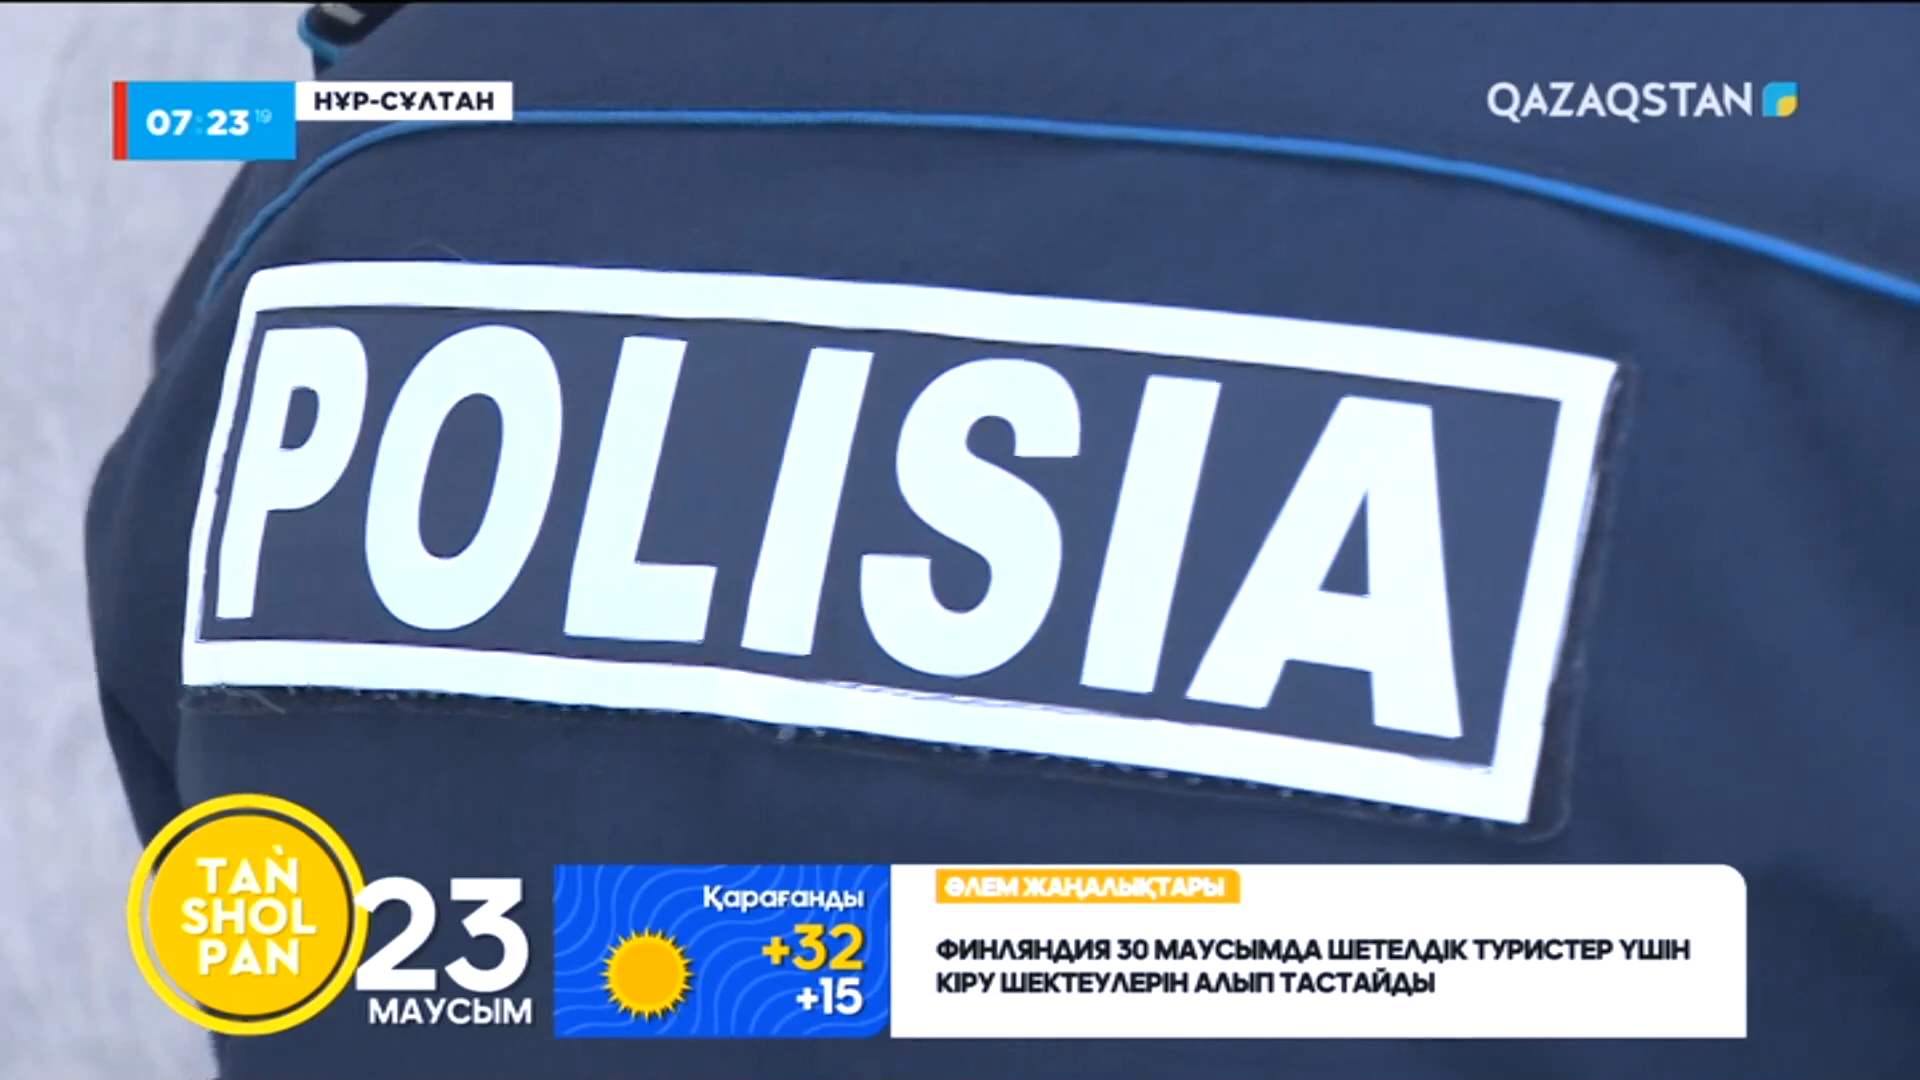 07:23 19
НҰР-СҰЛТАН
QAZAQSTAN
POLISIA
TAŃ
SHOL
PAN
23
МАУСЫМ
Қарағанды
+32
+15
ӘЛЕМ ЖАҢАЛЫҚТАРЫ
ФИНЛЯНДИЯ 30 МАУСЫМДА ШЕТЕЛДІК ТУРИСТЕР ҮШІН
КІРУ ШЕКТЕУЛЕРІН АЛЫП ТАСТАЙДЫ